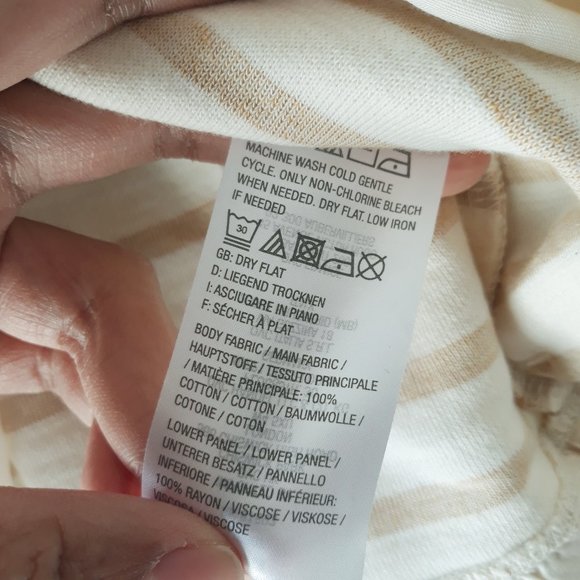 MACHINE WASH COLD GENTLE
CYCLE. ONLY NON-CHLORINE BLEACH
WHEN NEEDED. DRY FLAT. LOW IRON
IF NEEDED
30
GB: DRY FLAT
D: LIEGEND TROCKNEN
I: ASCIUGARE IN PIANO
F: SÉCHER À PLAT
BODY FABRIC / MAIN FABRIC /
HAUPTSTOFF / TESSUTO PRINCIPALE
/ MATIÈRE PRINCIPALE: 100%
COTTON / COTTON / BAUMWOLLE /
COTONE / COTON
LOWER PANEL / LOWER PANEL /
UNTERER BESATZ / PANNELLO
INFERIORE / PANNEAU INFÉRIEUR:
100% RAYON / VISCOSE / VISKOSE /
VISCOSA / VISCOSE